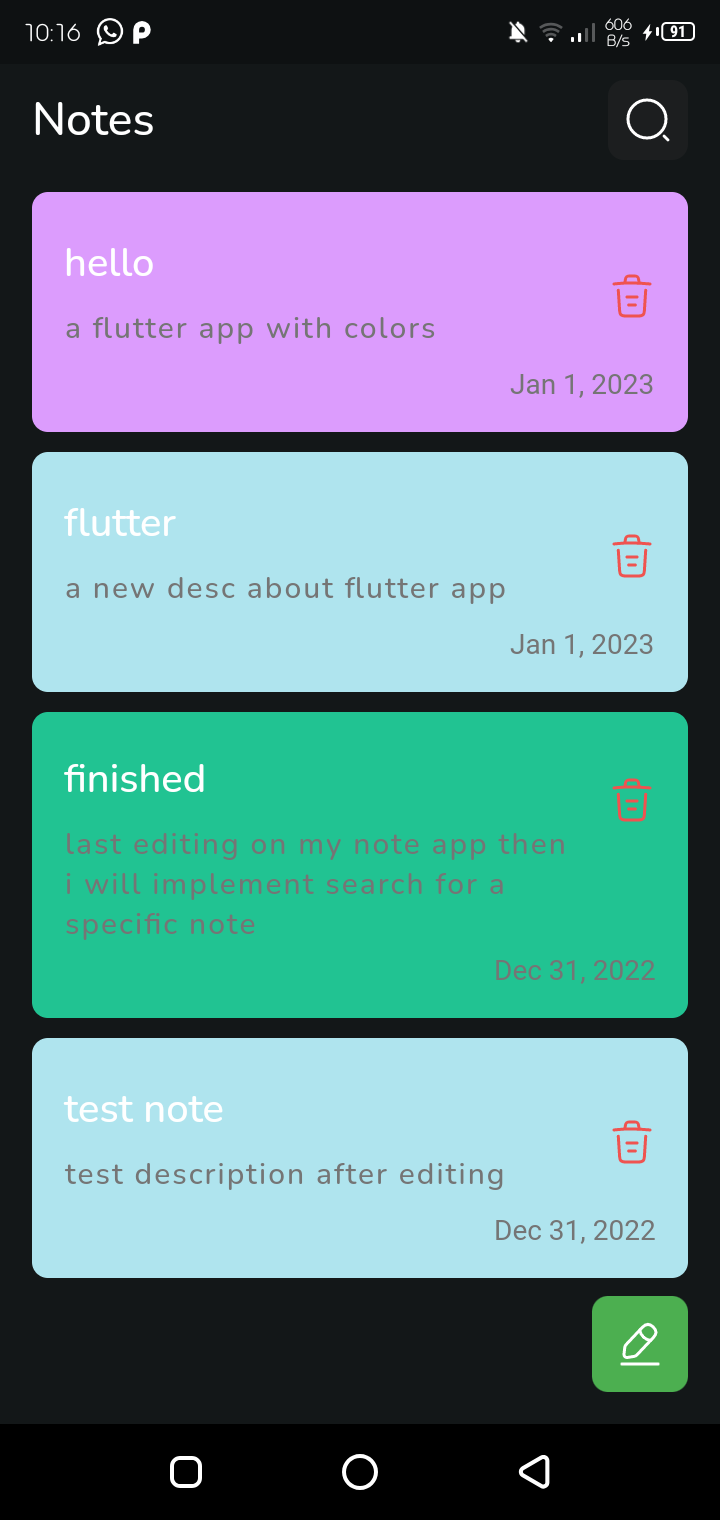 10:16
606
B/s
91
Notes
hello
a flutter app with colors
Jan 1, 2023
flutter
a new desc about flutter app
Jan 1, 2023
finished
last editing on my note app then
i will implement search for a
specific note
Dec 31, 2022
test note
test description after editing
Dec 31, 2022